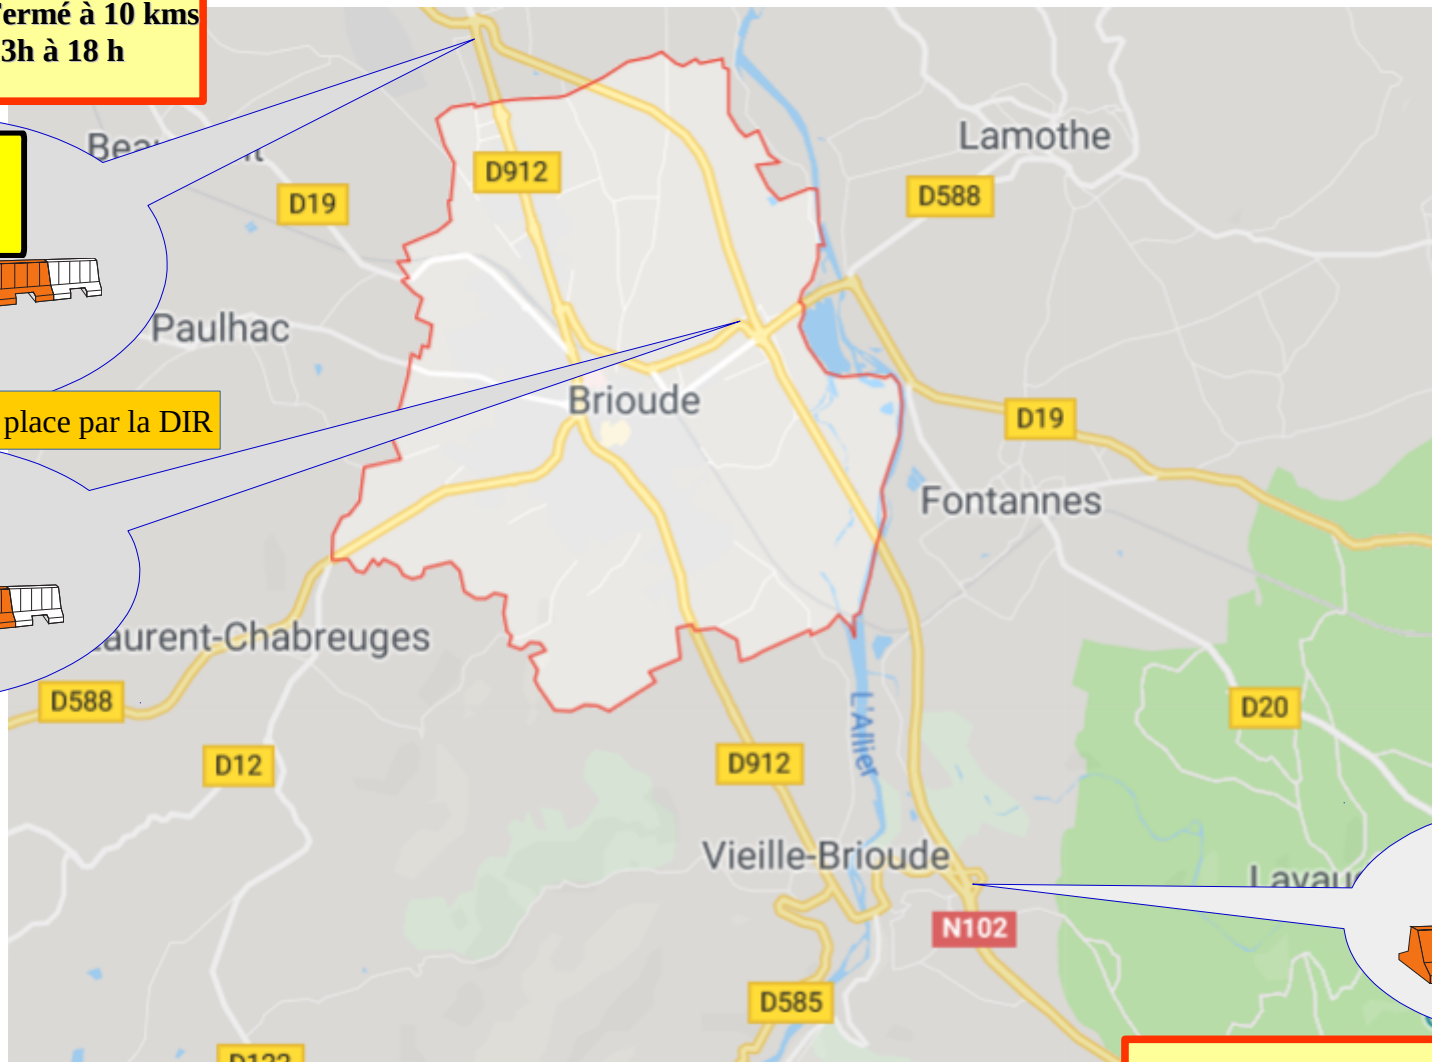 Fermé à 10 kms
3h à 18 h
Lamothe
D912
D588
D19
Paulhac
Brioude
place par la DIR
D19
Fontannes
aurent-Chabreuges
D588
D20
L'Allier
D12
D912
Vieille-Brioude
N102
D585